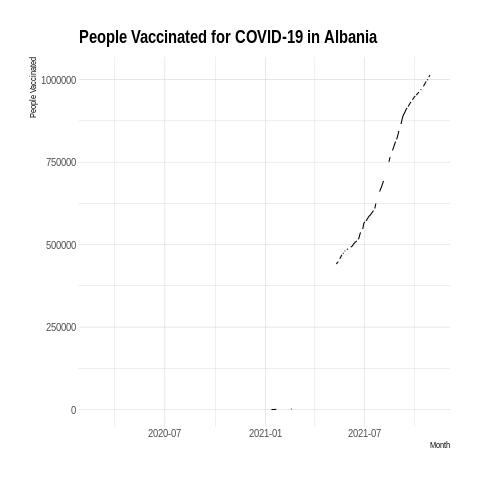 People Vaccinated for COVID-19 in Albania
People Vaccinated
1000000
750000
500000
250000
0
2020-07 2021-01 2021-07
Month